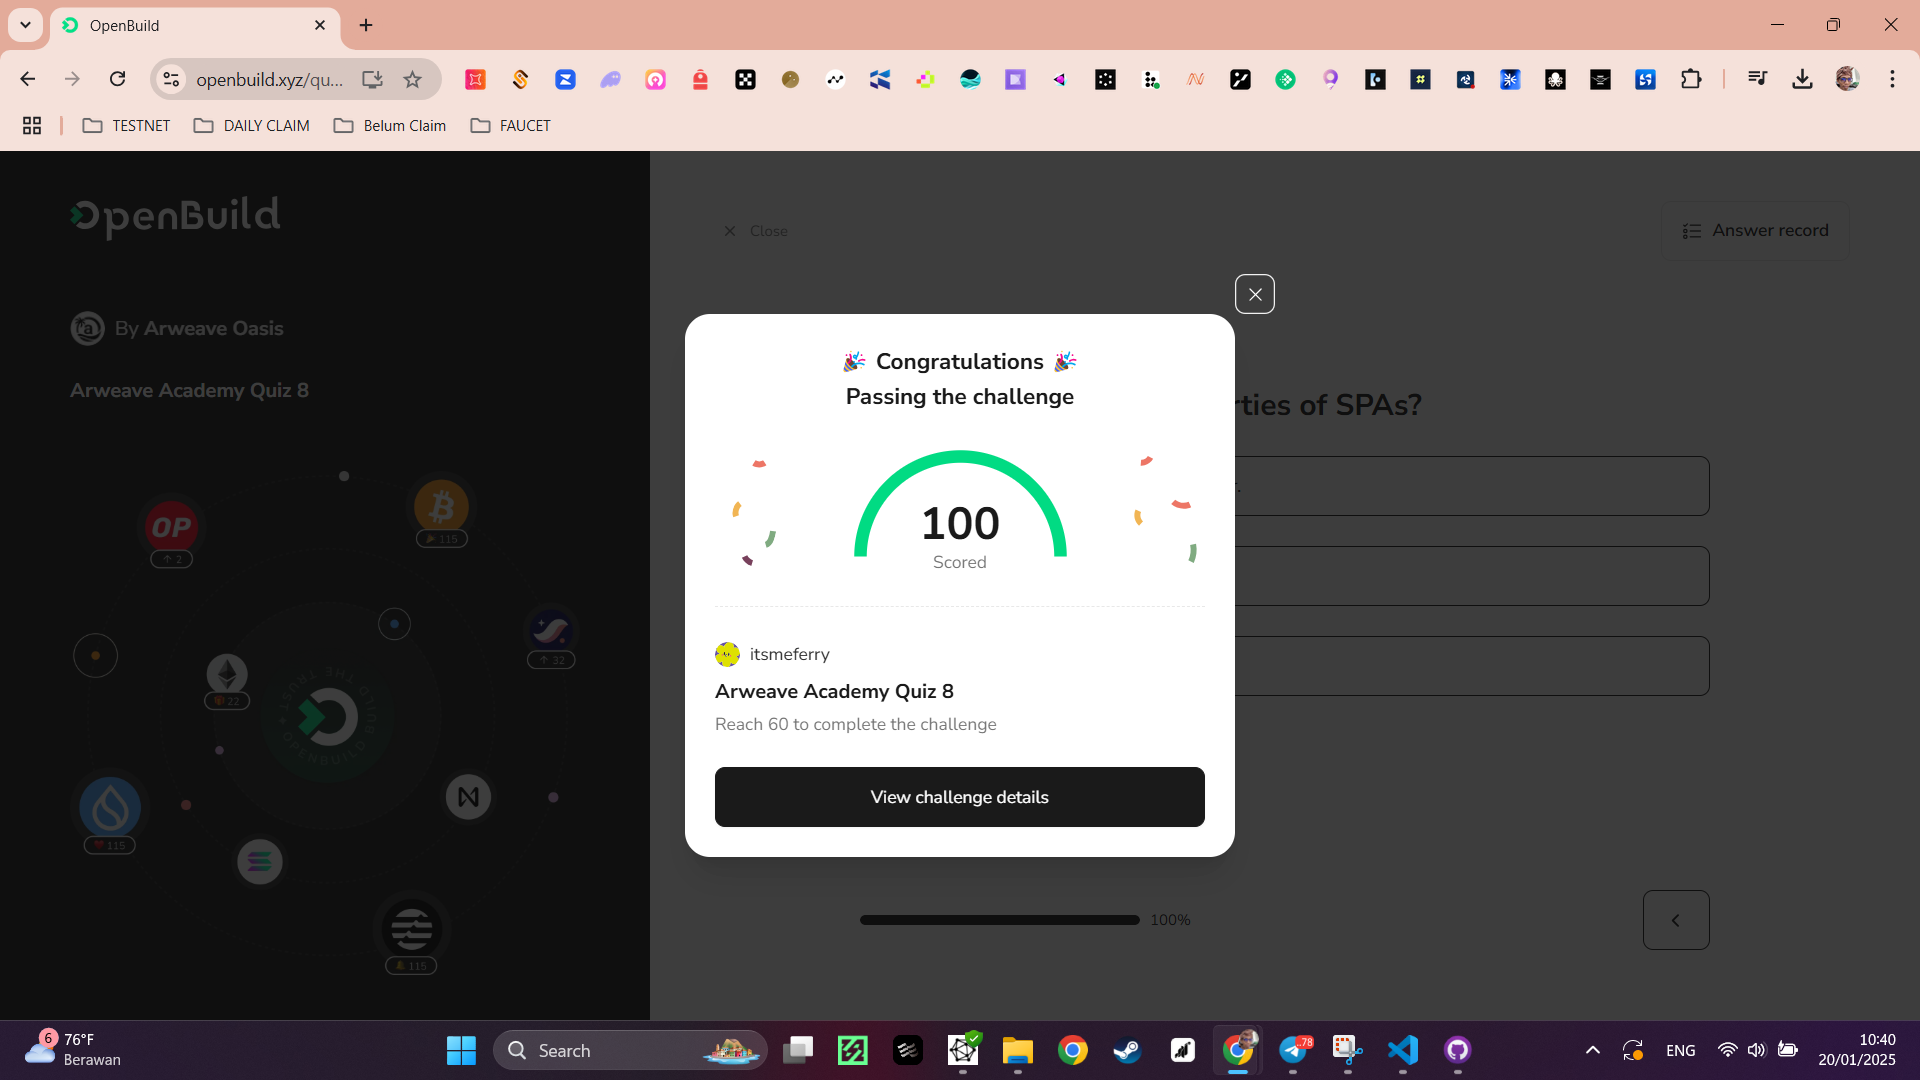 OpenBuild
openbuild.xyz/qu...
TESTNET
DAILY CLAIM
Belum Claim
FAUCET
OpenBuild
Close
Answer record
By Arweave Oasis
Arweave Academy Quiz 8
rties of SPAs?
🎉 Congratulations 🎉
Passing the challenge
100
Scored
itsmeferry
Arweave Academy Quiz 8
Reach 60 to complete the challenge
View challenge details
100%
OP
2
115
32
22
115
115
6
76°F
Berawan
Search
78
ENG
10:40
20/01/2025